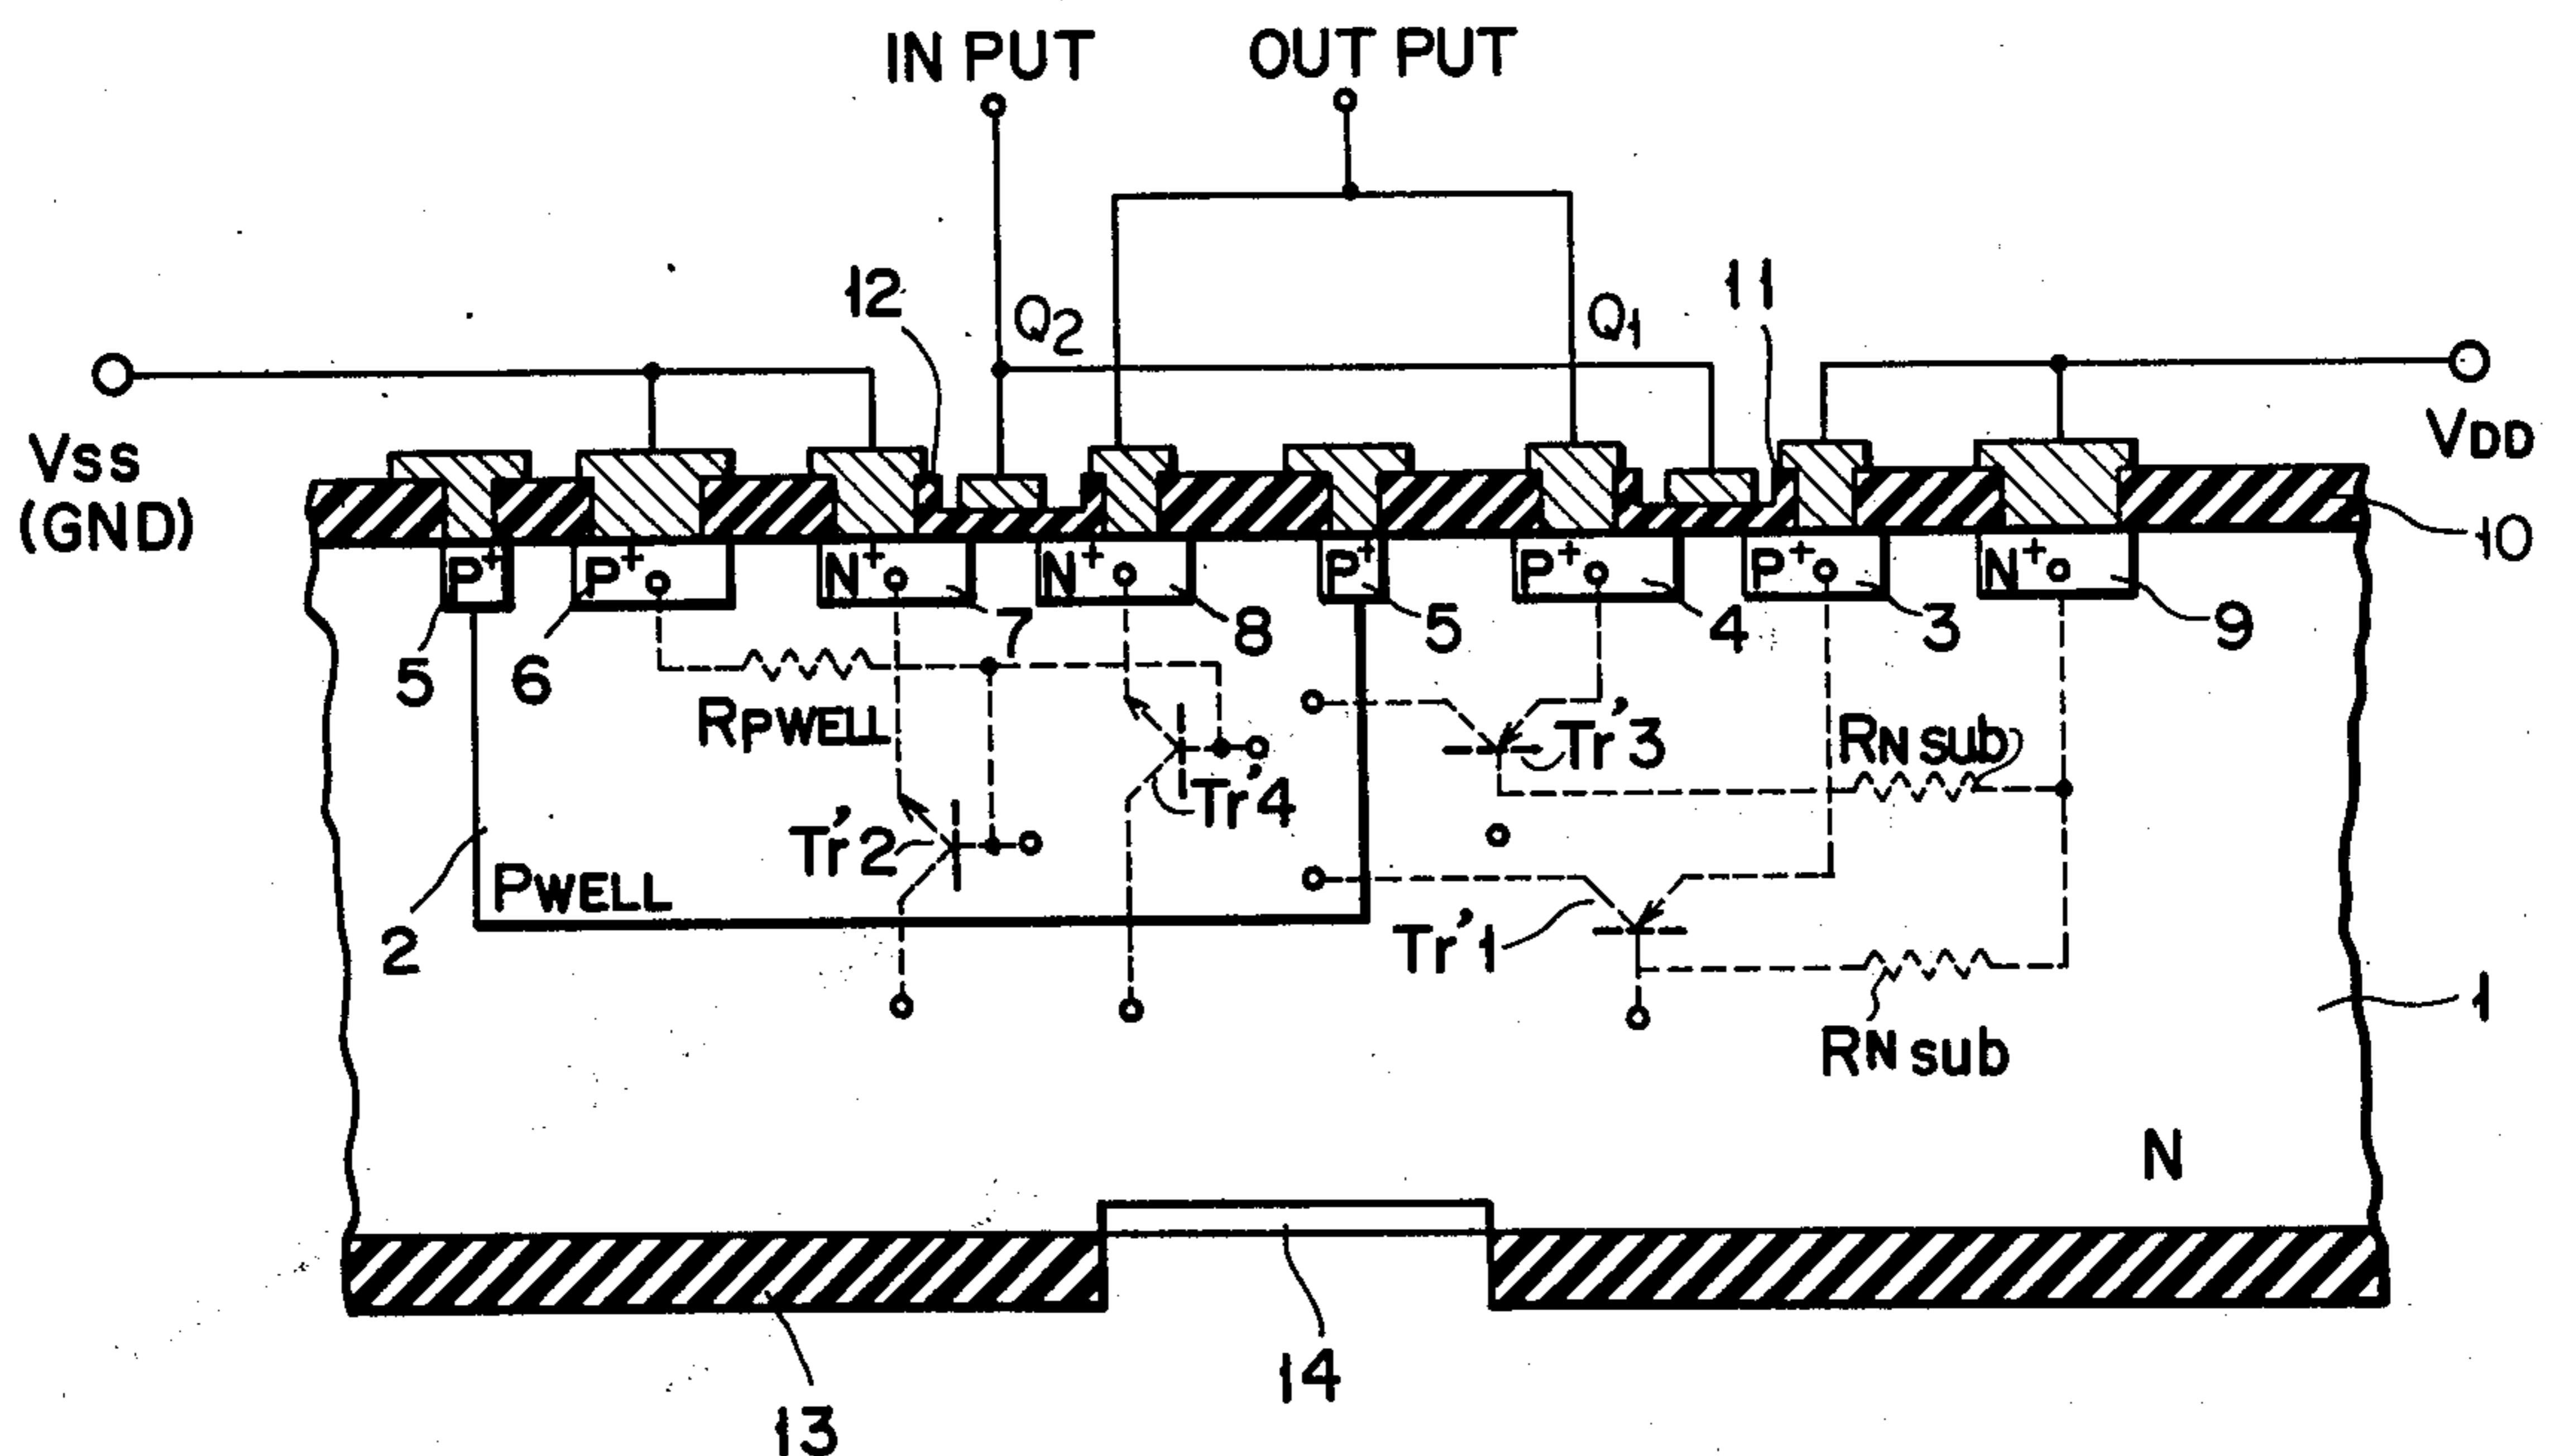 IN PUT
OUT PUT
12
Q2
Q1
11
VSS
(GND)
VDD
10
P+
P+
N+
N+
P+
P+
P+
N+
5
6
7
8
5
4
3
9
RPWELL
Tr'4
Tr'3
RN sub
Tr'2
PWELL
2
Tr'1
RN sub
1
N
13
14